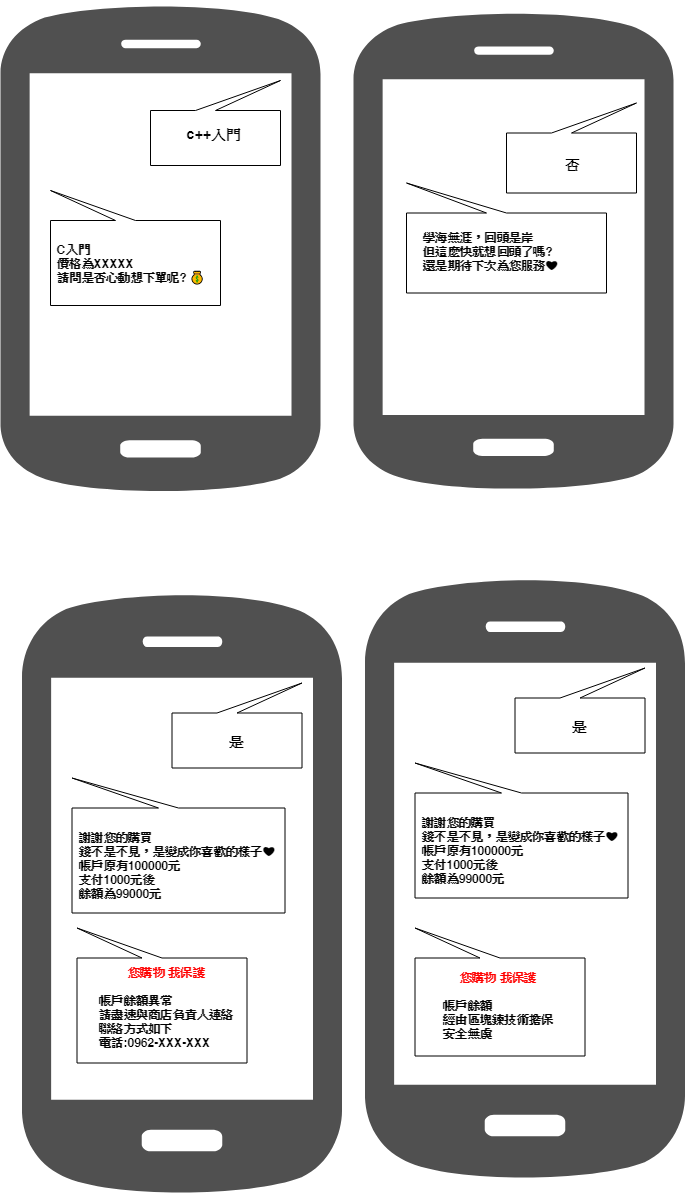 C++入門
C入門
價格為XXXXX
請問是否心動想下單呢?💰
否
學海無涯，回頭是岸
但這麼快就想回頭了嗎?
還是期待下次為您服務♥
是
謝謝您的購買
錢不是不見，是變成你喜歡的樣子♥
帳戶原有100000元
支付1000元後
餘額為99000元
您購物 我保護
帳戶餘額異常
請盡速與商店負責人連絡
聯絡方式如下
電話:0962-XXX-XXX
是
謝謝您的購買
錢不是不見，是變成你喜歡的樣子♥
帳戶原有100000元
支付1000元後
餘額為99000元
您購物 我保護
帳戶餘額
經由區塊鍊技術擔保
安全無虞